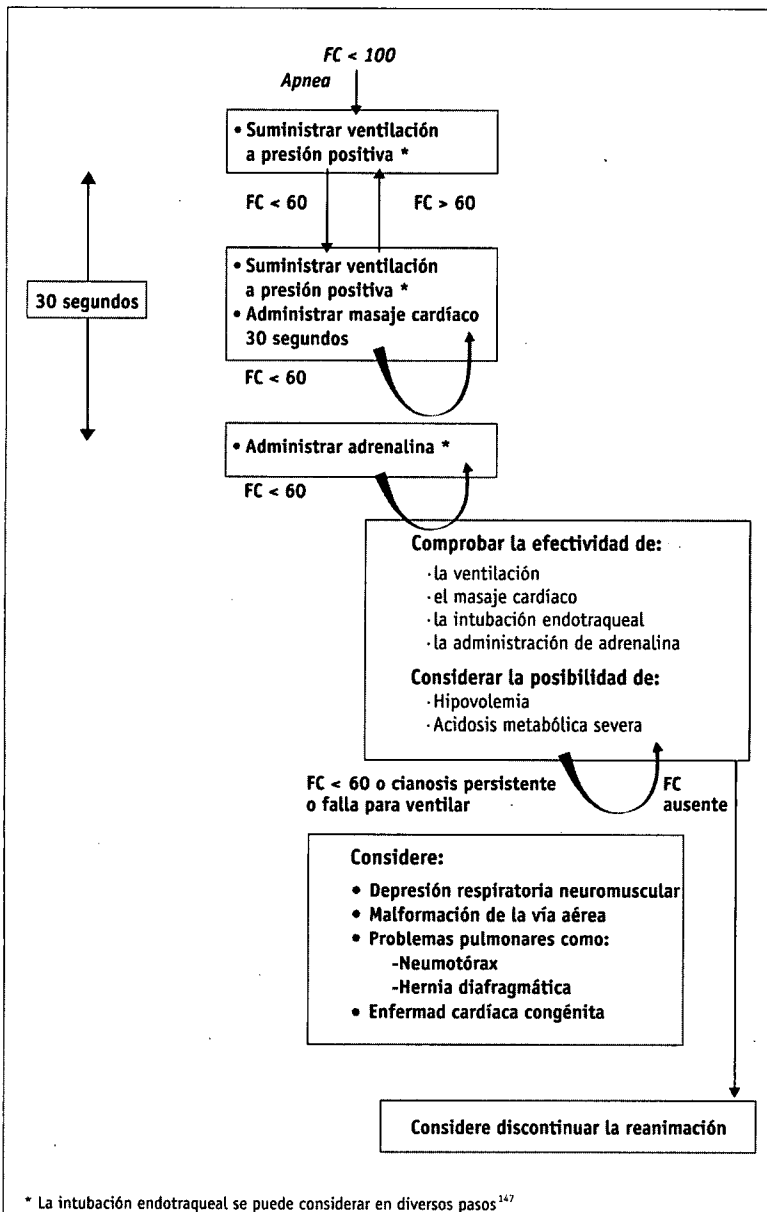 FC < 100
Apnea
• Suministrar ventilación
a presión positiva *
FC < 60
FC > 60
30 segundos
• Suministrar ventilación
a presión positiva *
• Administrar masaje cardíaco
30 segundos
FC < 60
• Administrar adrenalina *
FC < 60
Comprobar la efectividad de:
·la ventilación
·el masaje cardíaco
·la intubación endotraqueal
·la administración de adrenalina
Considerar la posibilidad de:
·Hipovolemia
·Acidosis metabólica severa
FC < 60 o cianosis persistente
o falla para ventilar
FC
ausente
Considere:
• Depresión respiratoria neuromuscular
• Malformación de la vía aérea
• Problemas pulmonares como:
-Neumotórax
-Hernia diafragmática
• Enfermad cardíaca congénita
Considere discontinuar la reanimación
* La intubación endotraqueal se puede considerar en diversos pasos147